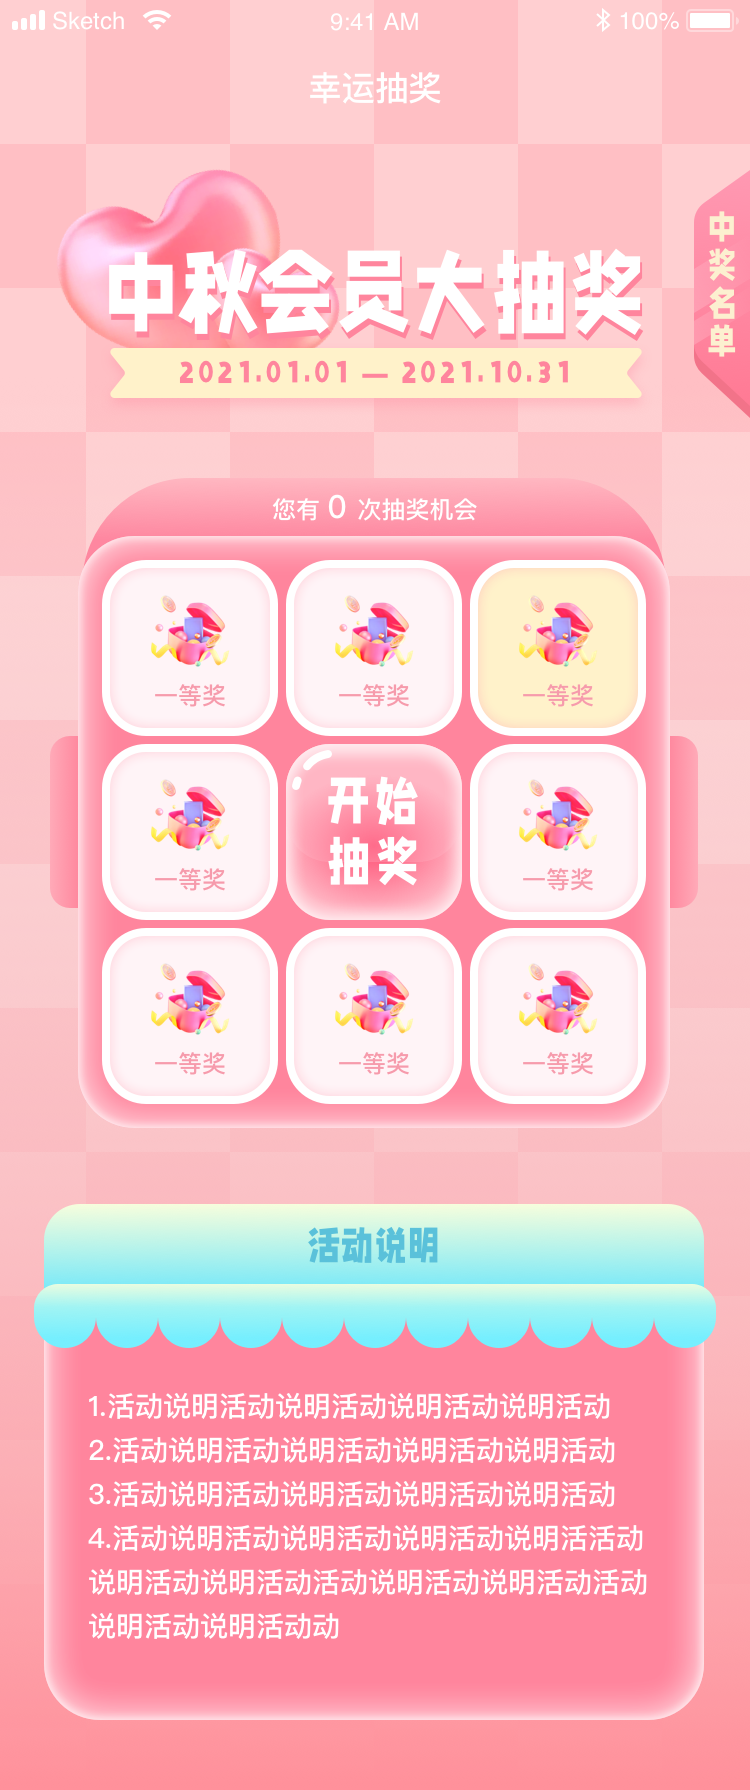 Sketch 9:41 AM 100%
幸运抽奖
中秋会员大抽奖
2021.01.01 — 2021.10.31
中奖名单
您有 0 次抽奖机会
一等奖 一等奖 一等奖
开始
抽奖
一等奖 一等奖
一等奖 一等奖 一等奖
活动说明
1.活动说明活动说明活动说明活动说明活动
2.活动说明活动说明活动说明活动说明活动
3.活动说明活动说明活动说明活动说明活动
4.活动说明活动说明活动说明活动说明活活动
说明活动说明活动活动说明活动说明活动活动
说明活动说明活动动